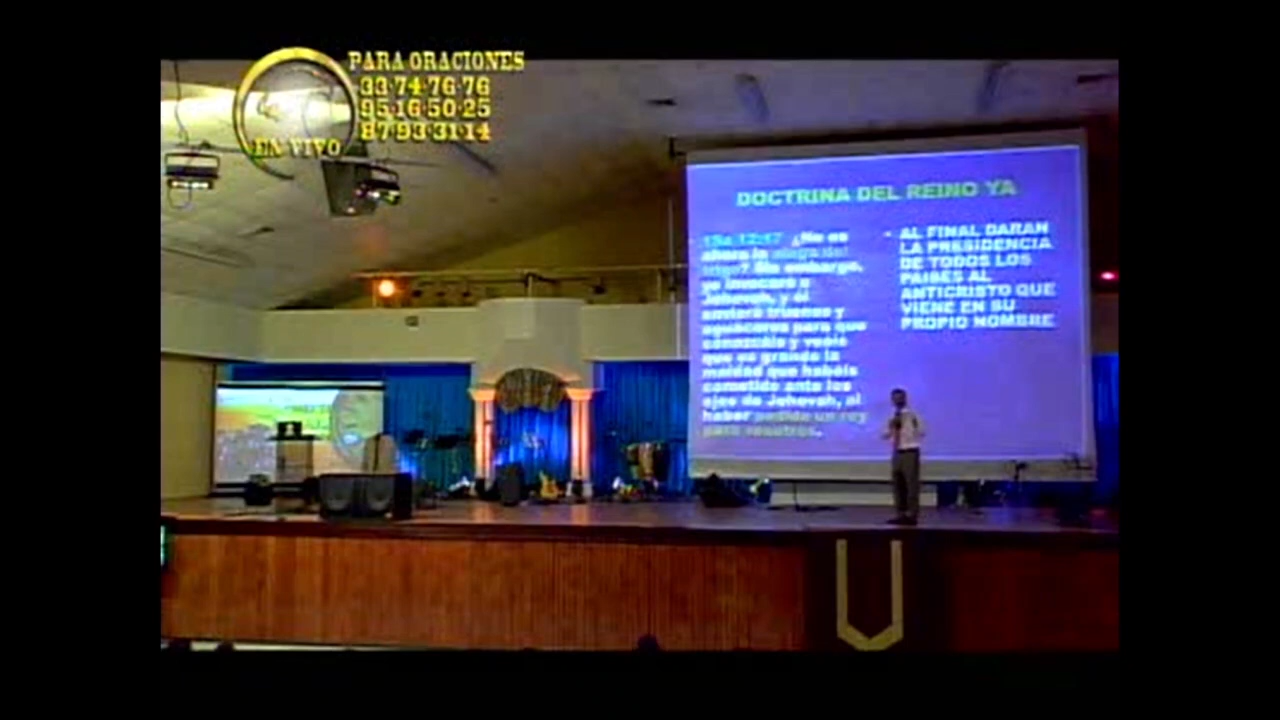 PARA ORACIONES
33·74·76·76
95·16·50·25
87·93·31·14
EN VIVO
DOCTRINA DEL REINO YA
1Sa 12:17 ¿No es
ahora la siega del
trigo? Sin embargo,
yo invocaré a
Jehovah, y él
enviará truenos y
aguaceros para que
conozcáis y veáis
que es grande la
maldad que habéis
cometido ante los
ojos de Jehovah, al
haber pedido un rey
para vosotros.
• AL FINAL DARAN
LA PRESIDENCIA
DE TODOS LOS
PAISES AL
ANTICRISTO QUE
VIENE EN SU
PROPIO NOMBRE